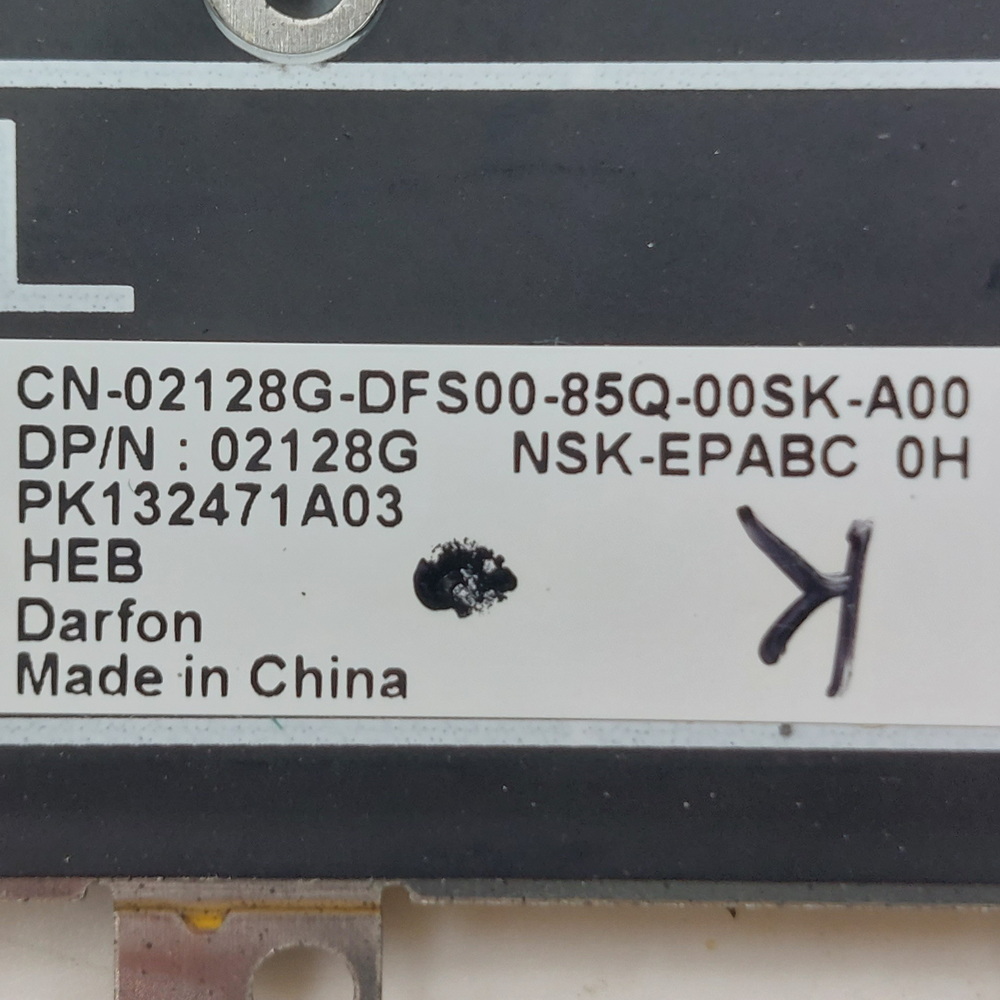 L
CN-02128G-DFS00-85Q-00SK-A00
DP/N : 02128G NSK-EPABC 0H
PK132471A03
HEB
Darfon
Made in China
K